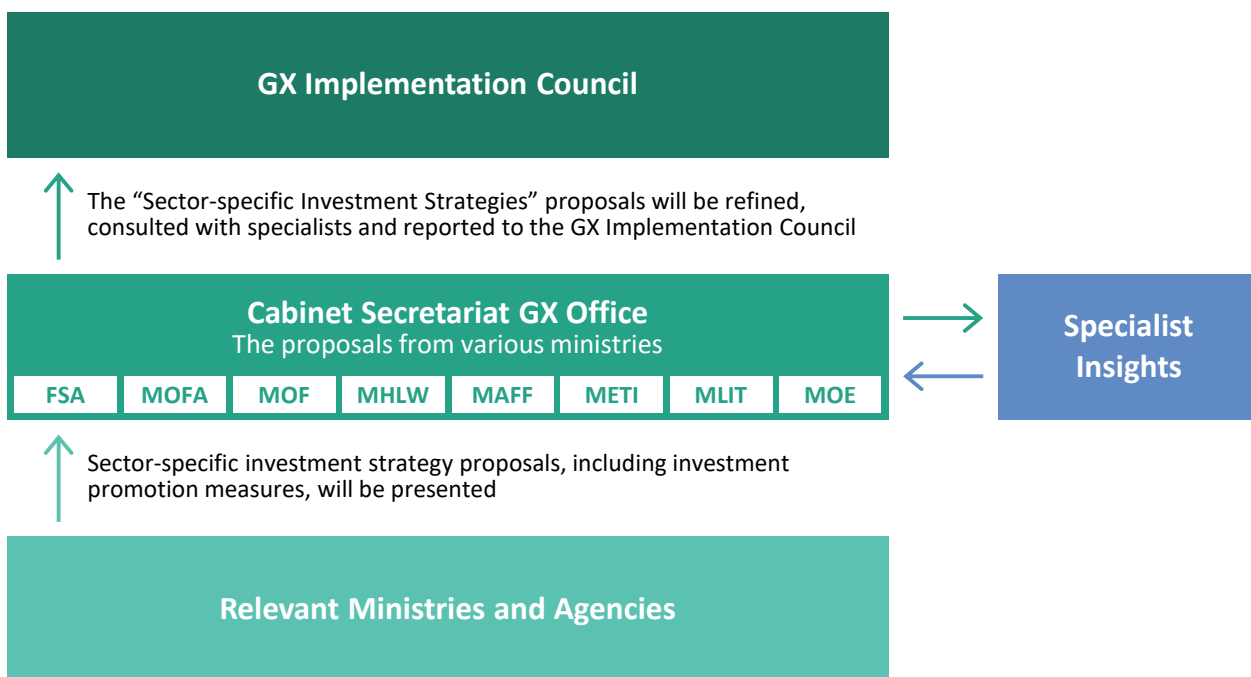 GX Implementation Council
The “Sector-specific Investment Strategies” proposals will be refined,
consulted with specialists and reported to the GX Implementation Council
Cabinet Secretariat GX Office
The proposals from various ministries
FSA
MOFA
MOF
MHLW
MAFF
METI
MLIT
MOE
Specialist
Insights
Sector-specific investment strategy proposals, including investment
promotion measures, will be presented
Relevant Ministries and Agencies